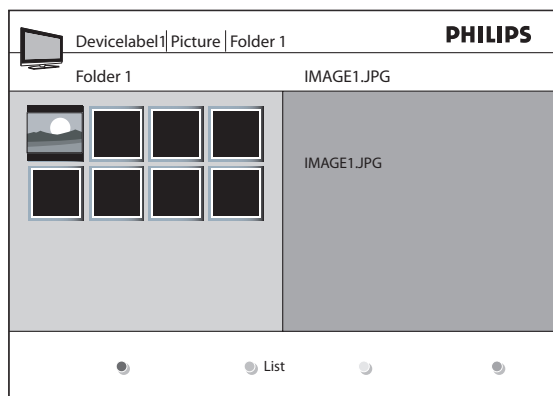 Devicelabel1 Picture Folder 1 PHILIPS
Folder 1 IMAGE1.JPG
IMAGE1.JPG
List